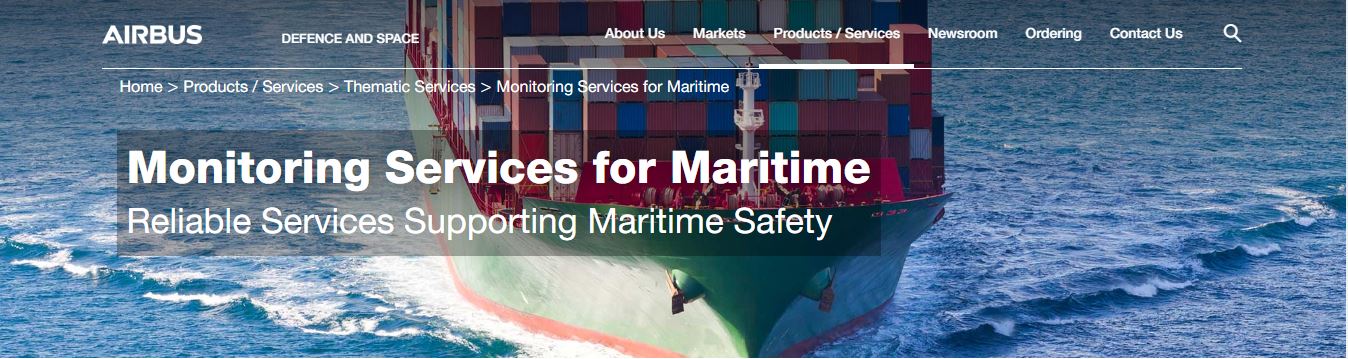 AIRBUS
DEFENCE AND SPACE
About Us
Markets
Products / Services
Newsroom
Ordering
Contact Us
Home > Products / Services > Thematic Services > Monitoring Services for Maritime
Monitoring Services for Maritime
Reliable Services Supporting Maritime Safety